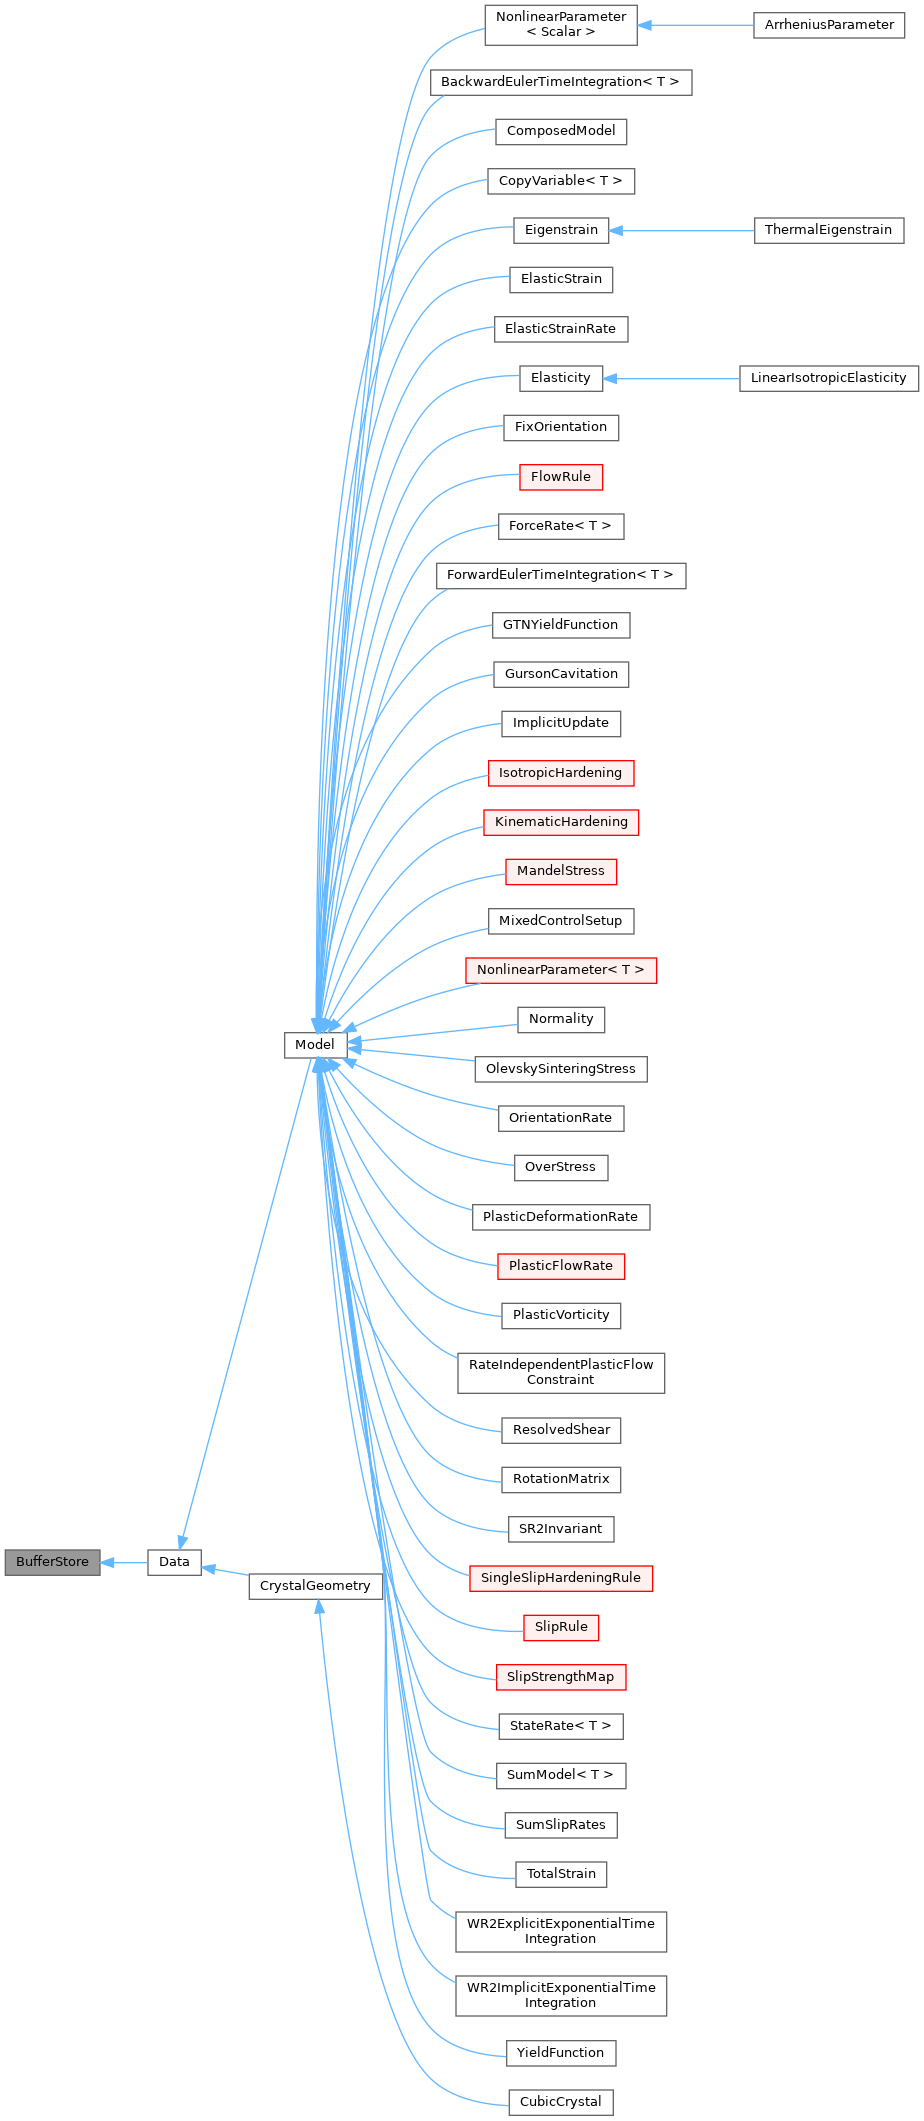 NonlinearParameter
< Scalar >
ArrheniusParameter
BackwardEulerTimeIntegration< T >
ComposedModel
CopyVariable< T >
Eigenstrain
ThermalEigenstrain
ElasticStrain
ElasticStrainRate
Elasticity
LinearIsotropicElasticity
FixOrientation
FlowRule
ForceRate< T >
ForwardEulerTimeIntegration< T >
GTNYieldFunction
GursonCavitation
ImplicitUpdate
IsotropicHardening
KinematicHardening
MandelStress
MixedControlSetup
NonlinearParameter< T >
Normality
Model
OlevskySinteringStress
OrientationRate
OverStress
PlasticDeformationRate
PlasticFlowRate
PlasticVorticity
RateIndependentPlasticFlow
Constraint
ResolvedShear
RotationMatrix
SR2Invariant
BufferStore
Data
SingleSlipHardeningRule
CrystalGeometry
SlipRule
SlipStrengthMap
StateRate< T >
SumModel< T >
SumSlipRates
TotalStrain
WR2ExplicitExponentialTime
Integration
WR2ImplicitExponentialTime
Integration
YieldFunction
CubicCrystal